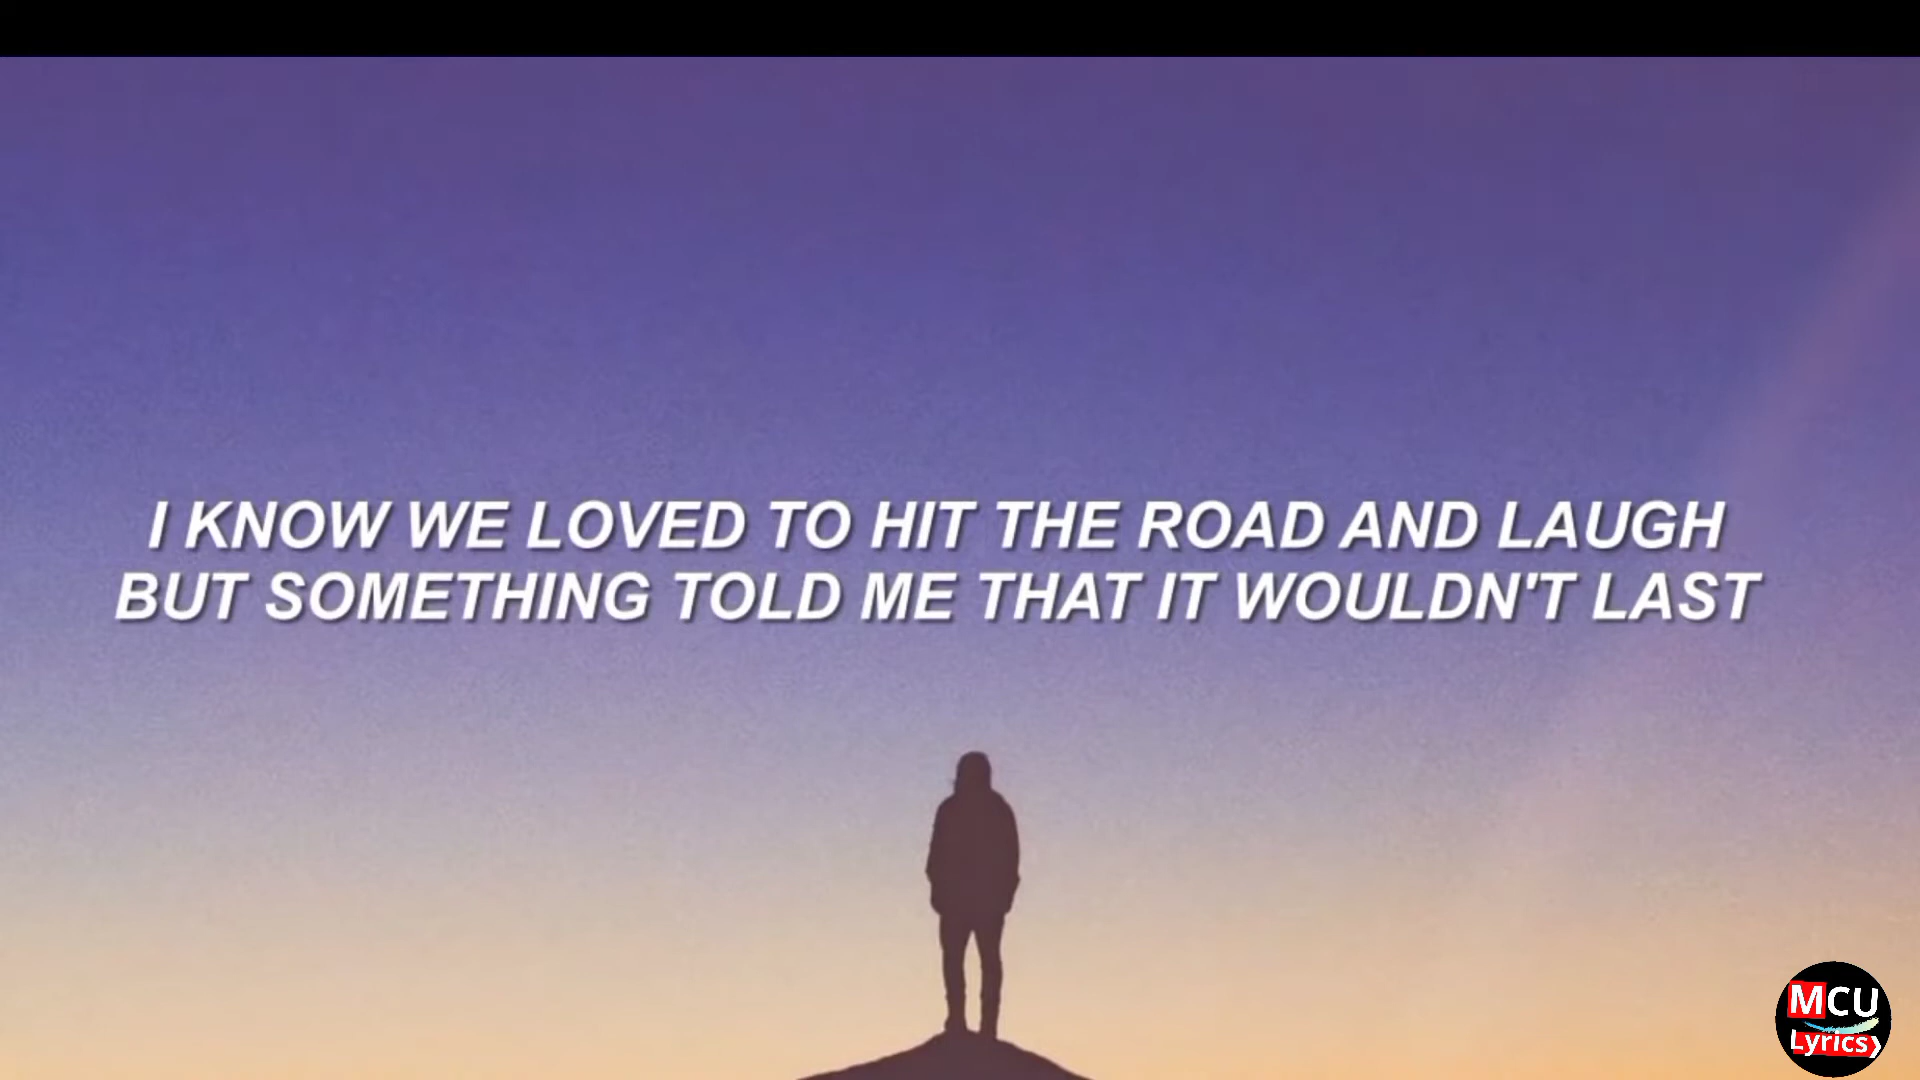 I KNOW WE LOVED TO HIT THE ROAD AND LAUGH
BUT SOMETHING TOLD ME THAT IT WOULDN'T LAST
MCU
Lyrics